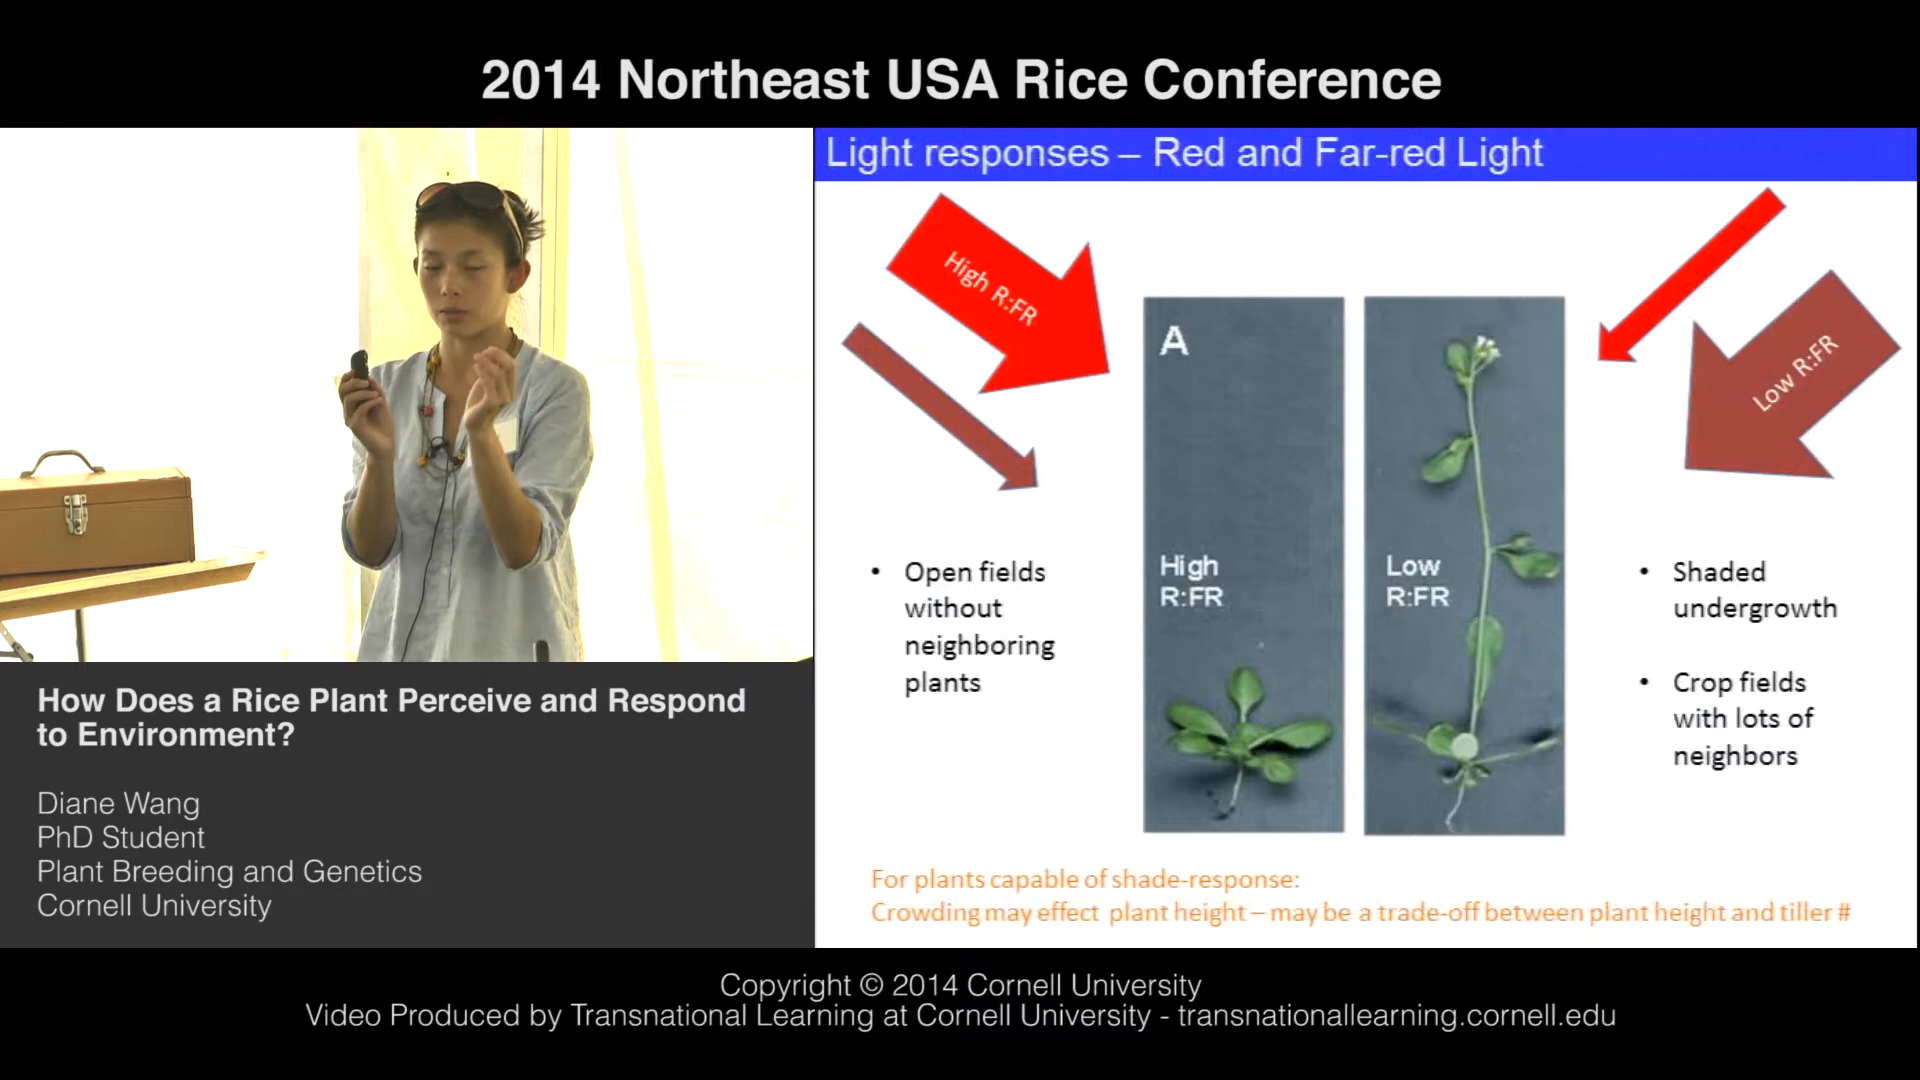 2014 Northeast USA Rice Conference
Light responses – Red and Far-red Light
High R:FR
Low R:FR
A
High
R:FR
Low
R:FR
• Open fields
without
neighboring
plants
• Shaded
undergrowth
• Crop fields
with lots of
neighbors
For plants capable of shade-response:
Crowding may effect plant height – may be a trade-off between plant height and tiller #
How Does a Rice Plant Perceive and Respond
to Environment?
Diane Wang
PhD Student
Plant Breeding and Genetics
Cornell University
Copyright © 2014 Cornell University
Video Produced by Transnational Learning at Cornell University - transnationallearning.cornell.edu